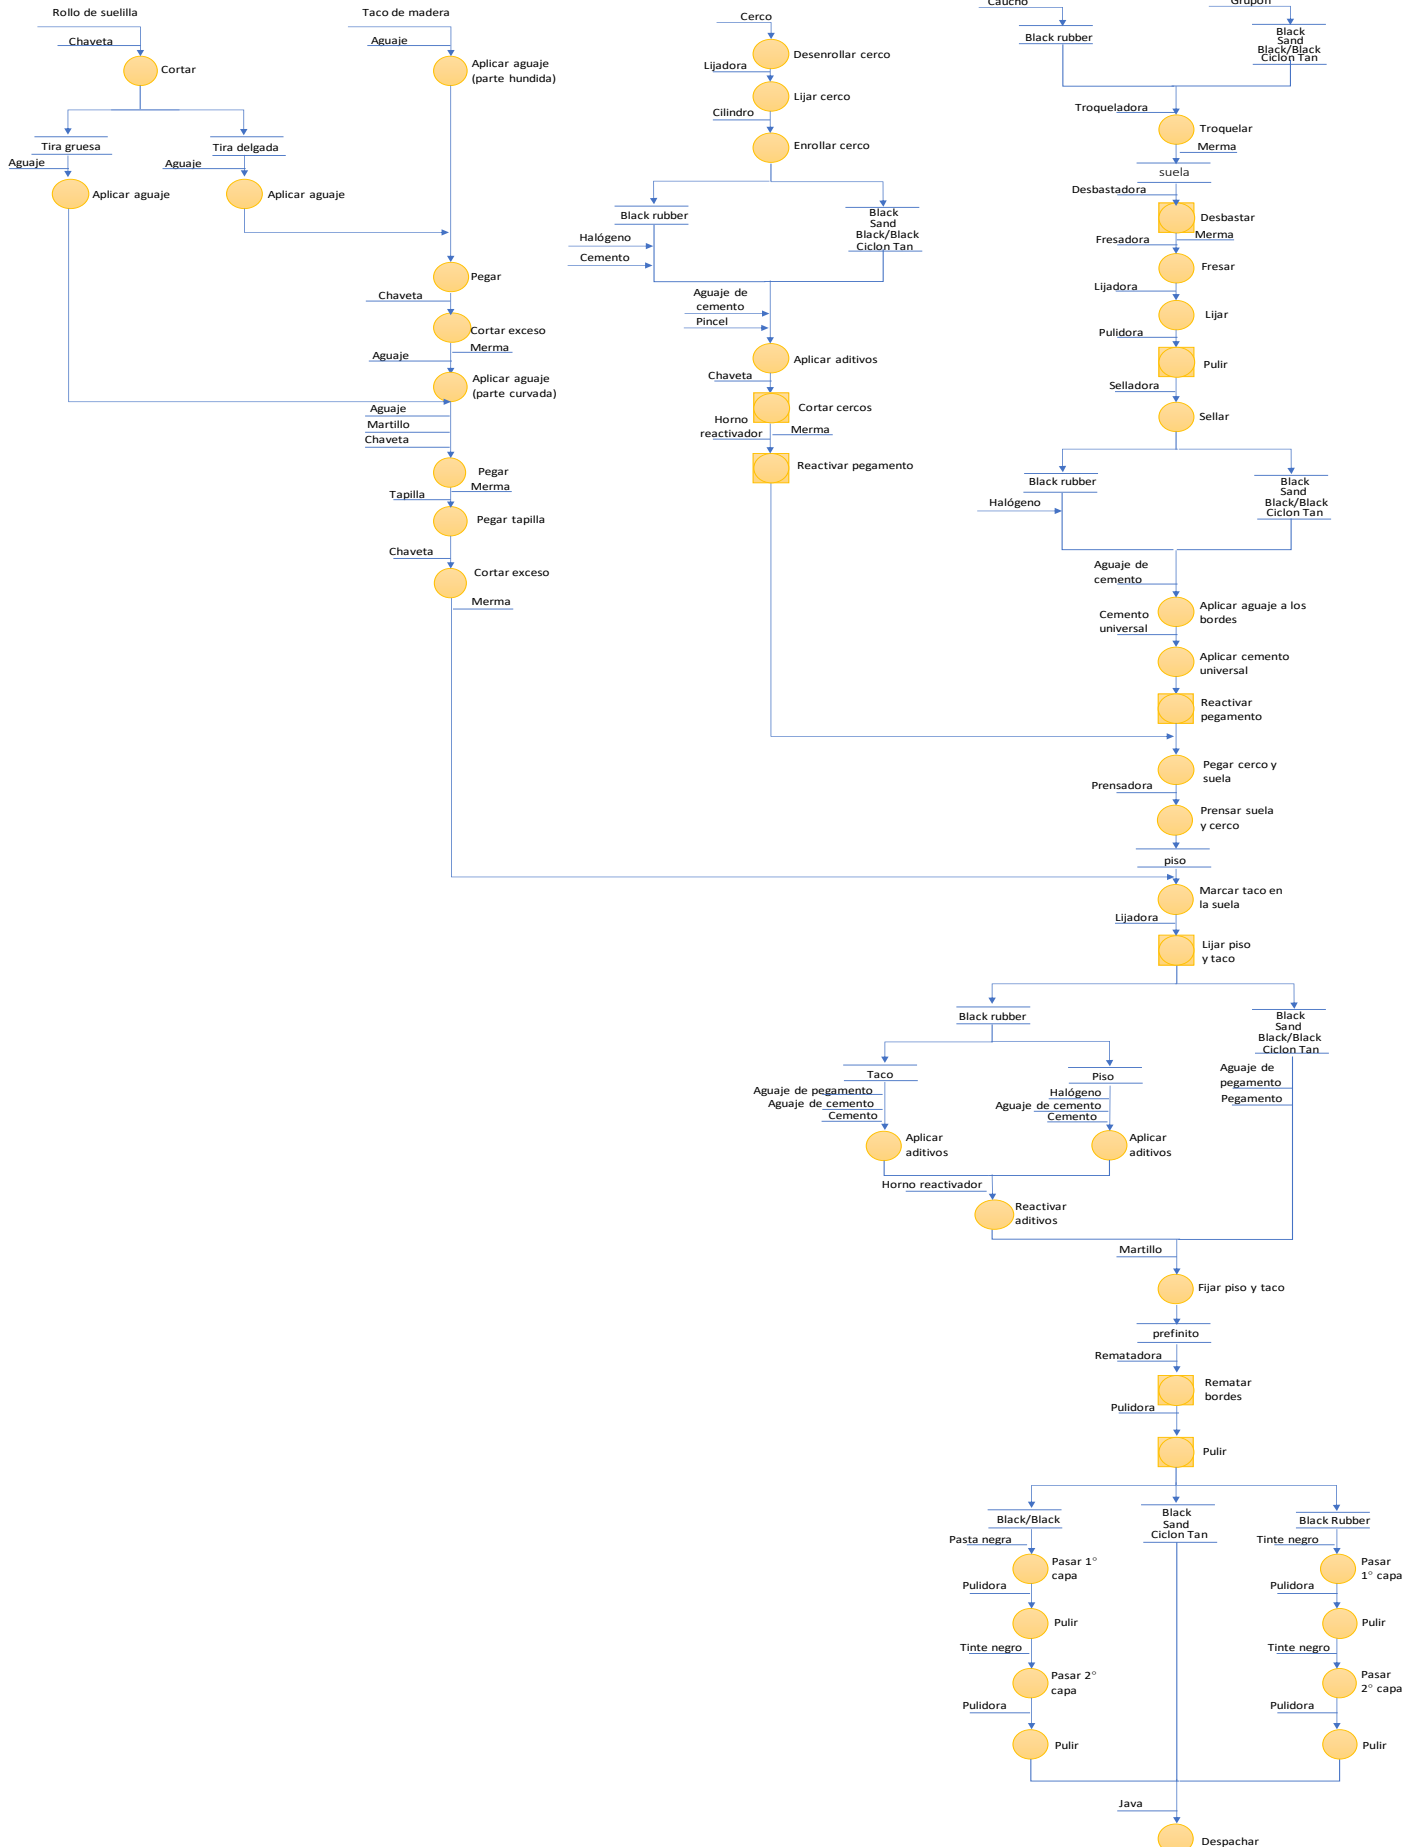 Rollo de suelilla
Chaveta
Cortar
Tira gruesa
Tira delgada
Aguaje
Aguaje
Aplicar aguaje
Aplicar aguaje
Taco de madera
Aguaje
Aplicar aguaje
(parte hundida)
Pegar
Chaveta
Cortar exceso
Merma
Aguaje
Aplicar aguaje
(parte curvada)
Aguaje
Martillo
Chaveta
Pegar
Merma
Tapilla
Pegar tapilla
Chaveta
Cortar exceso
Merma
Cerco
Desenrollar cerco
Lijadora
Lijar cerco
Cilindro
Enrollar cerco
Black rubber
Black
Sand
Black/Black
Ciclon Tan
Halógeno
Cemento
Aguaje de
cemento
Pincel
Aplicar aditivos
Chaveta
Cortar cercos
Horno
reactivador
Merma
Reactivar pegamento
Caucho
Grupon
Black rubber
Black
Sand
Black/Black
Ciclon Tan
Troqueladora
Troquelar
Merma
suela
Desbastadora
Desbastar
Merma
Fresadora
Fresar
Lijadora
Lijar
Pulidora
Pulir
Selladora
Sellar
Black rubber
Black
Sand
Black/Black
Ciclon Tan
Halógeno
Aguaje de
cemento
Aplicar aguaje a los
bordes
Cemento
universal
Aplicar cemento
universal
Reactivar
pegamento
Pegar cerco y
suela
Prensadora
Prensar suela
y cerco
piso
Marcar taco en
la suela
Lijadora
Lijar piso
y taco
Black rubber
Black
Sand
Black/Black
Ciclon Tan
Taco
Piso
Aguaje de pegamento
Aguaje de cemento
Cemento
Halógeno
Aguaje de cemento
Cemento
Aguaje de
pegamento
Pegamento
Aplicar
aditivos
Aplicar
aditivos
Horno reactivador
Reactivar
aditivos
Martillo
Fijar piso y taco
prefinito
Rematadora
Rematar
bordes
Pulidora
Pulir
Black/Black
Black
Sand
Ciclon Tan
Black Rubber
Pasta negra
Pasar 1°
capa
Pulidora
Pulir
Tinte negro
Pasar 2°
capa
Pulidora
Pulir
Tinte negro
Pasar
1° capa
Pulidora
Pulir
Tinte negro
Pasar
2° capa
Pulidora
Pulir
Java
Despachar